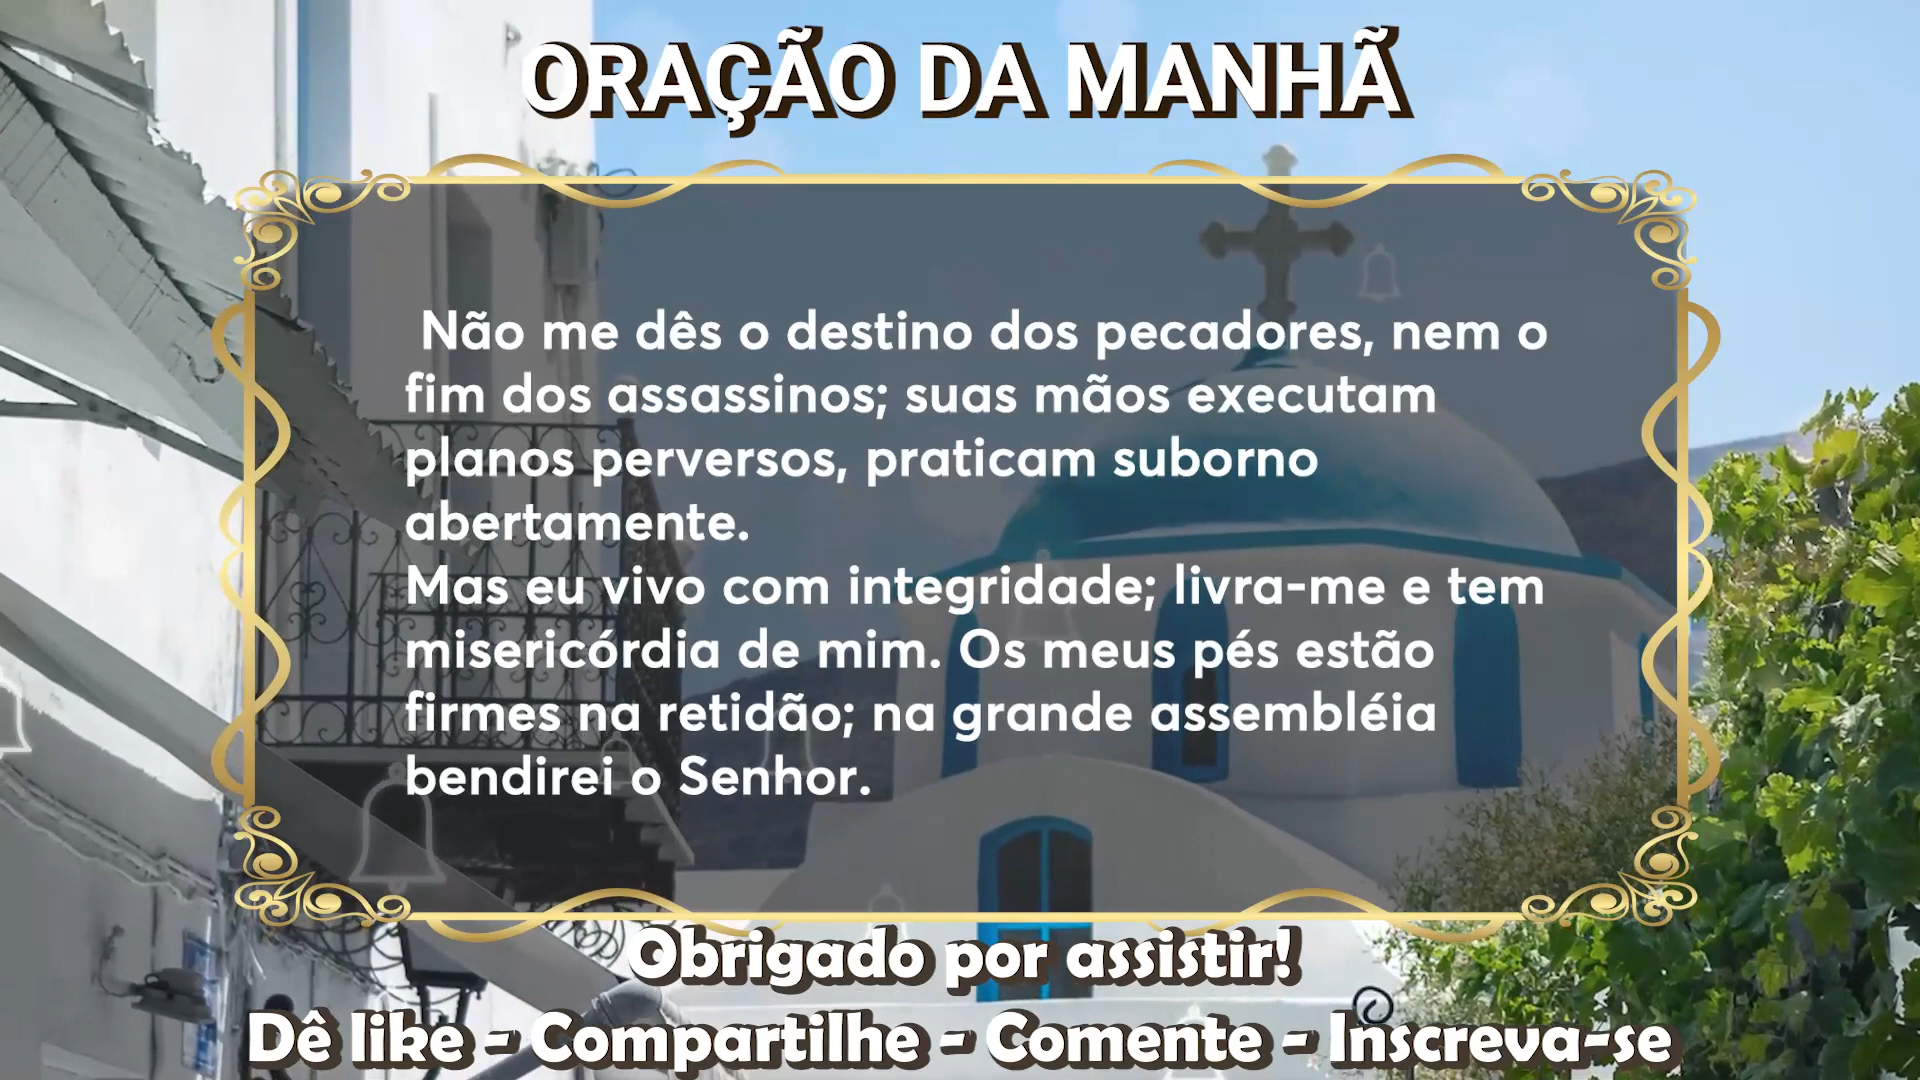 ORAÇÃO DA MANHÃ
Não me dês o destino dos pecadores, nem o
fim dos assassinos; suas mãos executam
planos perversos, praticam suborno
abertamente.
Mas eu vivo com integridade; livra-me e tem
misericórdia de mim. Os meus pés estão
firmes na retidão; na grande assembléia
bendirei o Senhor.
Obrigado por assistir!
Dê like - Compartilhe - Comente - Inscreva-se